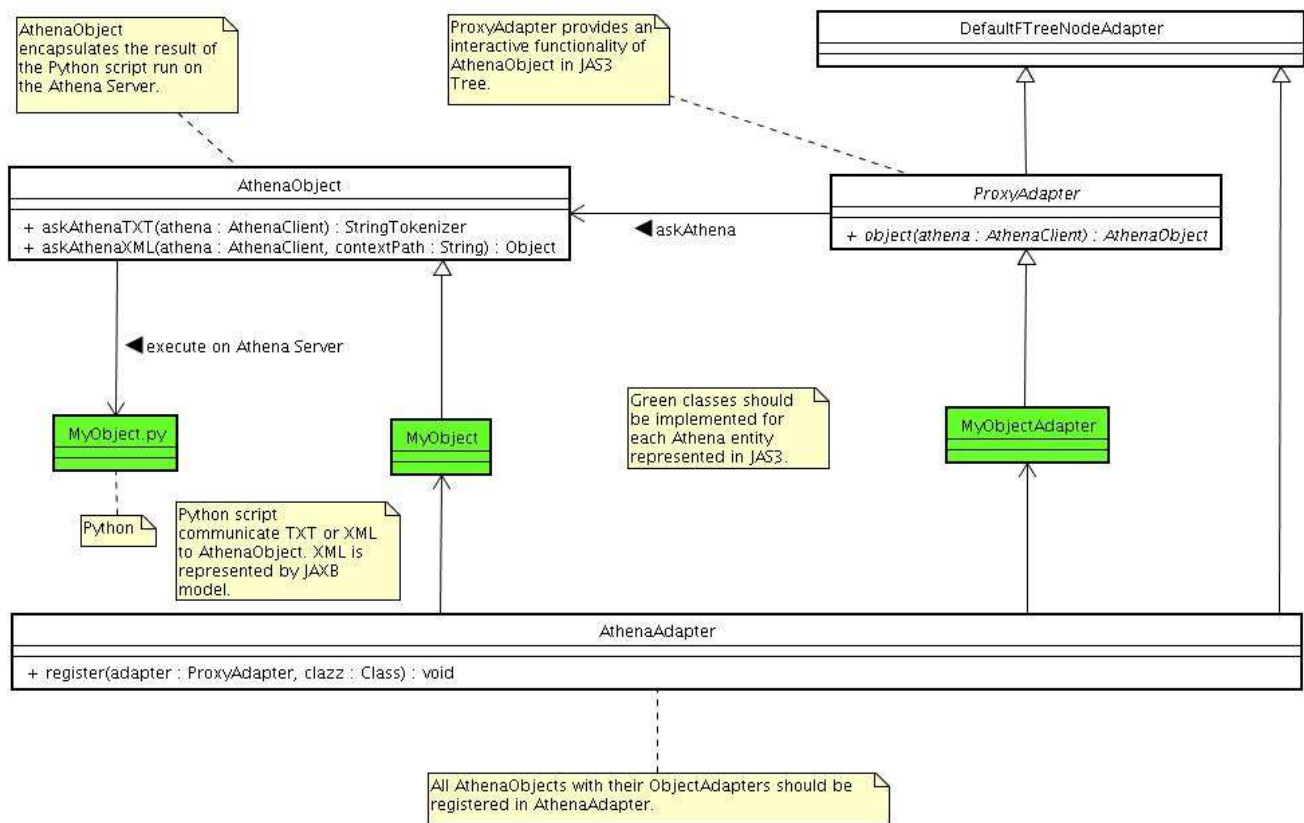 AthenaObject
encapsulates the result of
the Python script run on
the Athena Server.
ProxyAdapter provides an
interactive functionality of
AthenaObject in JAS3
Tree.
DefaultFTreeNodeAdapter
AthenaObject
+ askAthenaTXT(athena : AthenaClient) : StringTokenizer
+ askAthenaXML(athena : AthenaClient, contextPath : String) : Object
ProxyAdapter
+ object(athena : AthenaClient) : AthenaObject
askAthena
execute on Athena Server
MyObject.py
MyObject
Green classes should
be implemented for
each Athena entity
represented in JAS3.
MyObjectAdapter
Python
Python script
communicate TXT or XML
to AthenaObject. XML is
represented by JAXB
model.
AthenaAdapter
+ register(adapter : ProxyAdapter, clazz : Class) : void
All AthenaObjects with their ObjectAdapters should be
registered in AthenaAdapter.